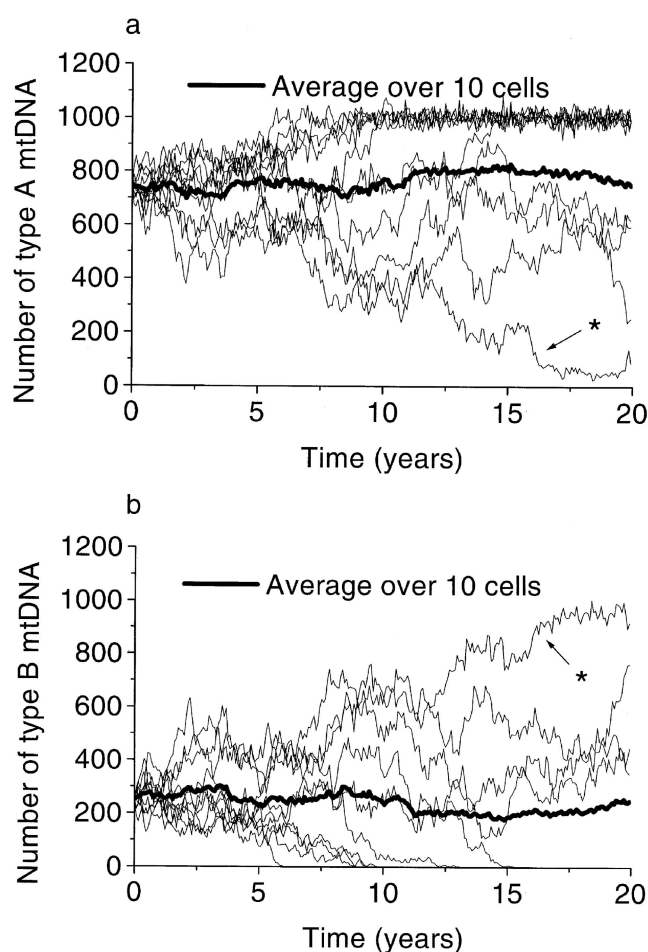 a
1200
1000
800
600
400
200
0
Average over 10 cells
*
0 5 10 15 20
Number of type A mtDNA
Time (years)
b
1200
1000
800
600
400
200
0
Average over 10 cells
*
0 5 10 15 20
Number of type B mtDNA
Time (years)